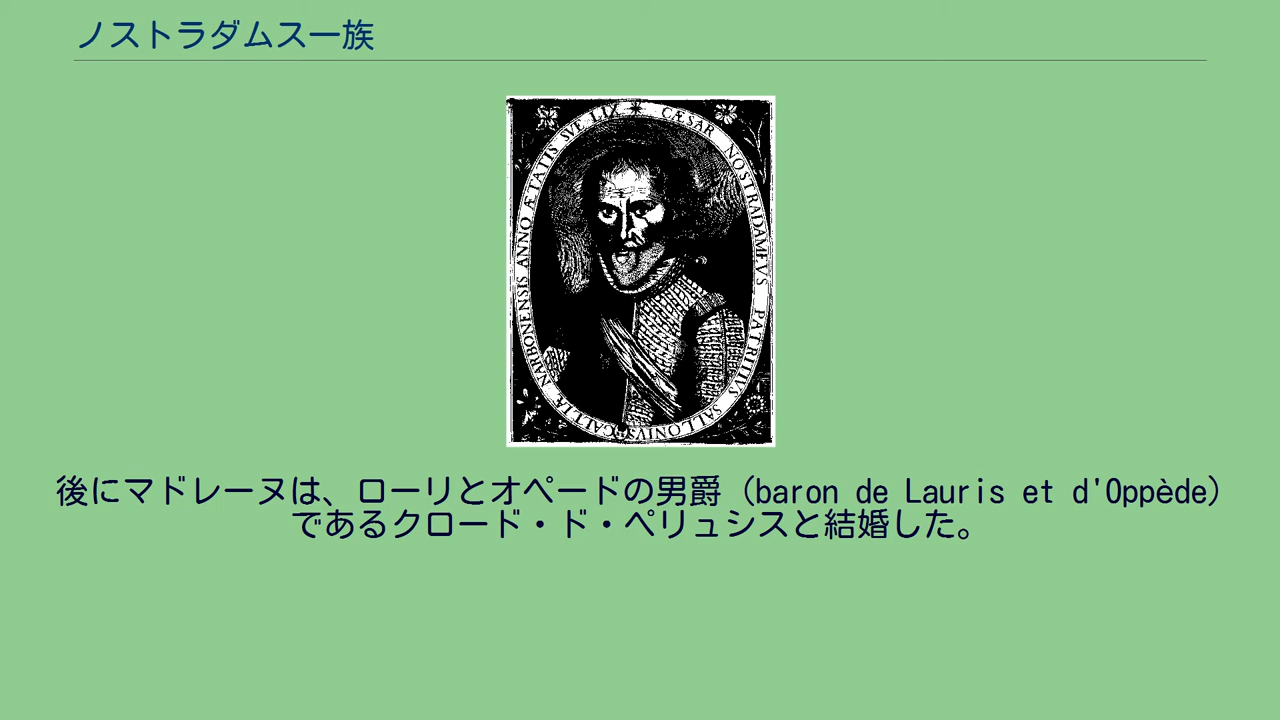 ノストラダムス一族
CÆSAR NOSTRADAMEVS PATRITIVS SALLONIVS GALLIÆ NARBONENSIS ANNO ÆTATIS SVE LIX
後にマドレーヌは、ローリとオペードの男爵（baron de Lauris et d'Oppède）
であるクロード・ド・ペリュシスと結婚した。